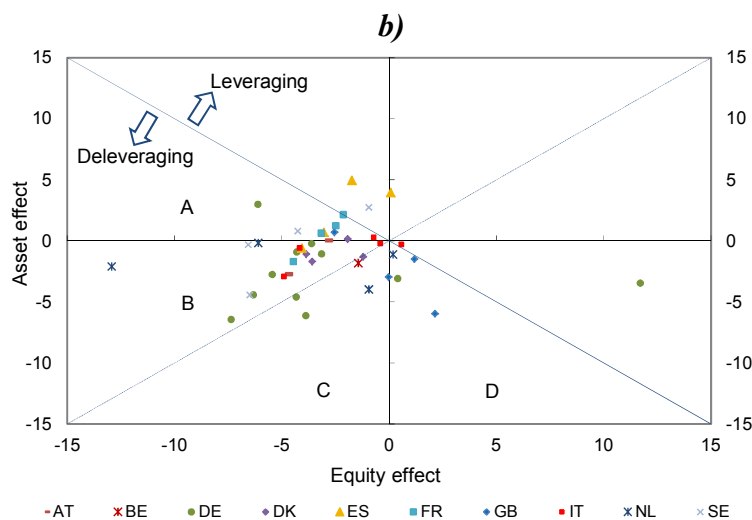 b)
15
15
Leveraging
10
10
Deleveraging
5
5
A
Asset effect
0
0
-5
-5
B
-10
-10
C
D
-15
-15
-15
-10
-5
0
5
10
15
Equity effect
AT BE DE DK ES FR GB IT NL SE